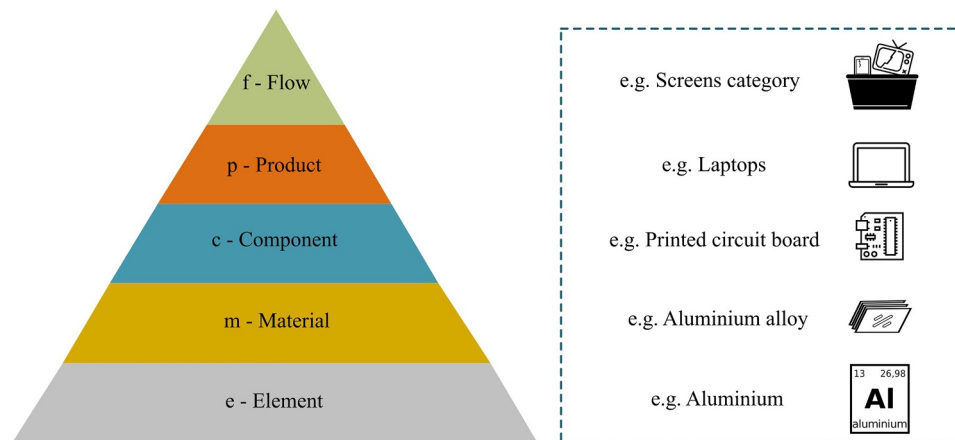 f - Flow
e.g. Screens category
p - Product
e.g. Laptops
c - Component
e.g. Printed circuit board
m - Material
e.g. Aluminium alloy
e - Element
e.g. Aluminium
13 26,98
Al
aluminium